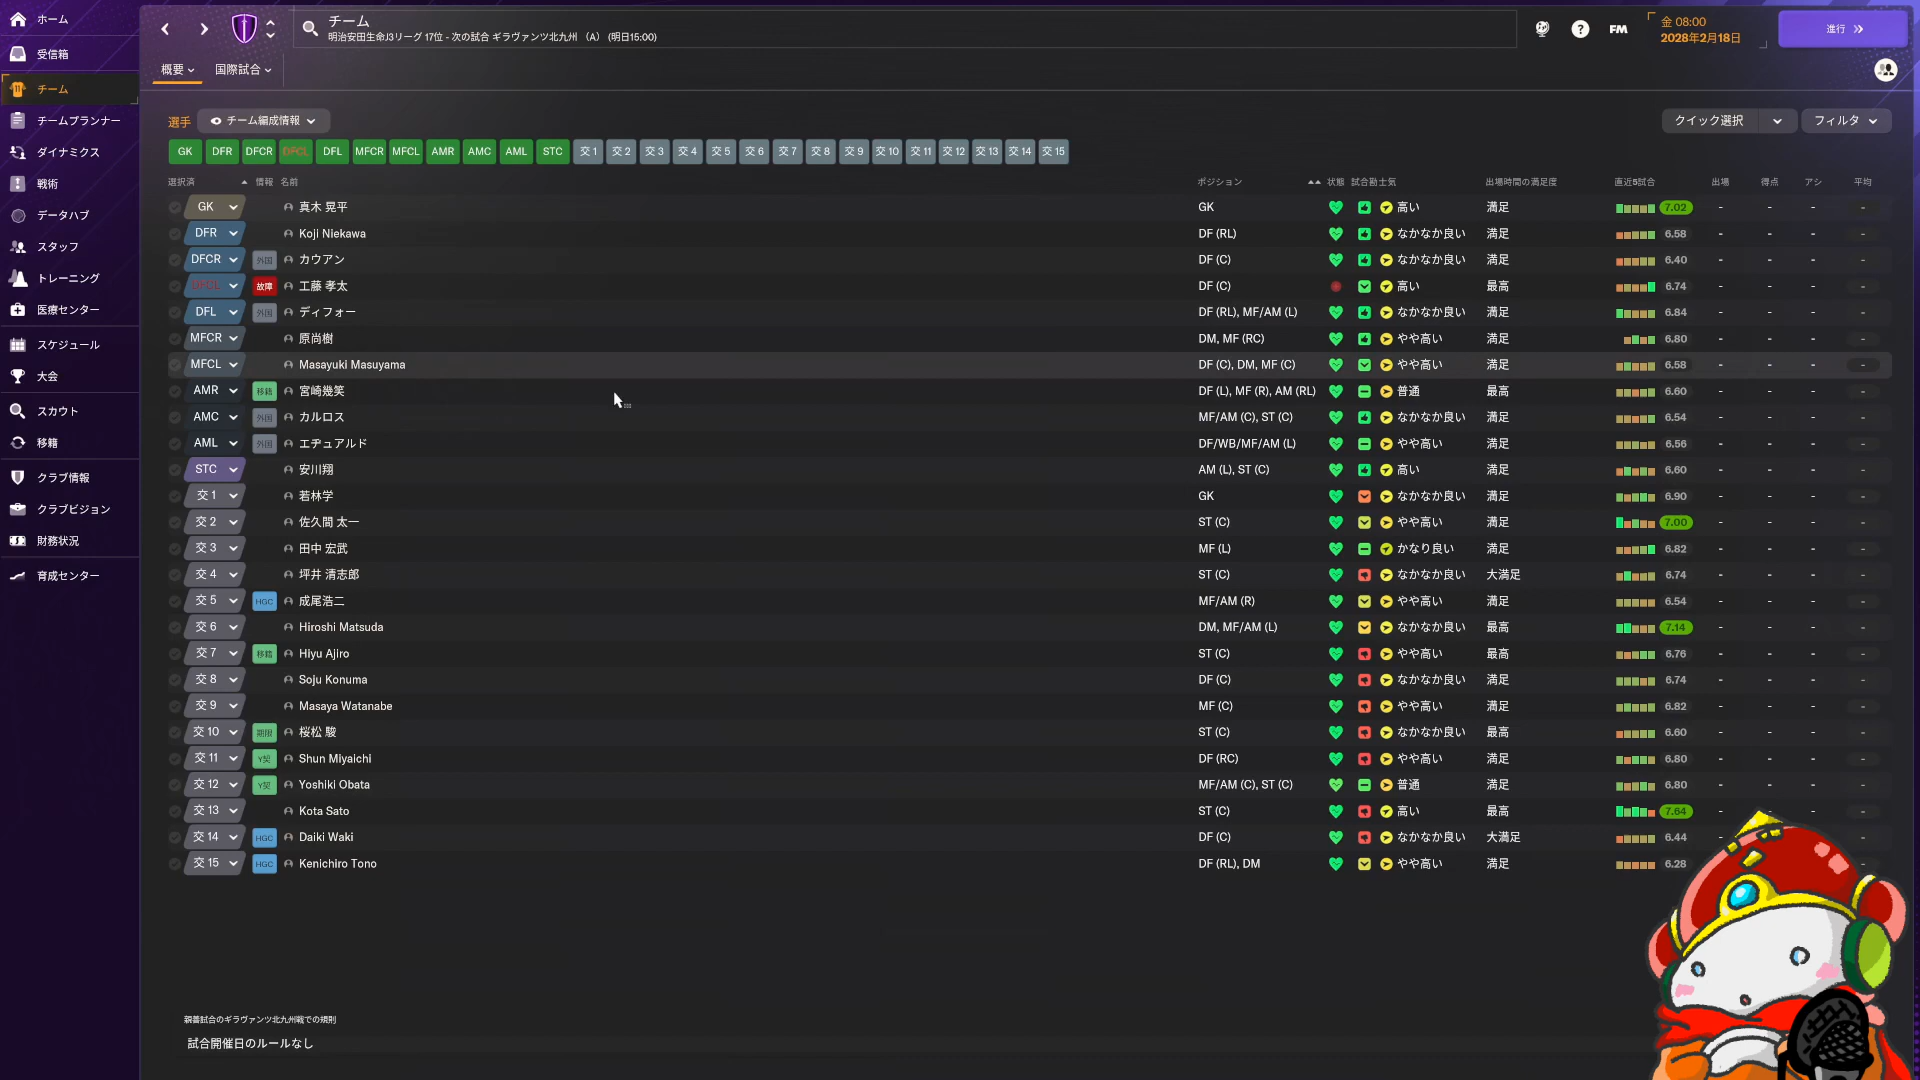 ホーム
受信箱
チーム
チームプランナー
ダイナミクス
戦術
データハブ
スタッフ
トレーニング
医療センター
スケジュール
大会
スカウト
移籍
クラブ情報
クラブビジョン
財務状況
育成センター
チーム
明治安田生命J3リーグ 17位 - 次の試合 ギラヴァンツ北九州 （A） (明日15:00)
FM
金 08:00
2028年2月18日
進行
概要
国際試合
選手
チーム編成情報
クイック選択
フィルタ
GK DFR DFCR DFCL DFL MFCR MFCL AMR AMC AML STC 交1 交2 交3 交4 交5 交6 交7 交8 交9 交10 交11 交12 交13 交14 交15
選択済 情報 名前 ポジション 状態 試合勘 士気 出場時間の満足度 直近5試合 出場 得点 アシ 平均
GK 真木 晃平 GK 高い 満足 7.02 - - - -
DFR Koji Niekawa DF (RL) なかなか良い 満足 6.58 - - - -
DFCR 外国 カウアン DF (C) なかなか良い 満足 6.40 - - - -
DFCL 故障 工藤 孝太 DF (C) 高い 最高 6.74 - - - -
DFL 外国 ディフォー DF (RL), MF/AM (L) なかなか良い 満足 6.84 - - - -
MFCR 原尚樹 DM, MF (RC) やや高い 満足 6.80 - - - -
MFCL Masayuki Masuyama DF (C), DM, MF (C) やや高い 満足 6.58 - - - -
AMR 移籍 宮崎幾笑 DF (L), MF (R), AM (RL) 普通 最高 6.60 - - - -
AMC 外国 カルロス MF/AM (C), ST (C) なかなか良い 満足 6.54 - - - -
AML 外国 エヂュアルド DF/WB/MF/AM (L) やや高い 満足 6.56 - - - -
STC 安川翔 AM (L), ST (C) 高い 満足 6.60 - - - -
交1 若林学 GK なかなか良い 満足 6.90 - - - -
交2 佐久間 太一 ST (C) やや高い 満足 7.00 - - - -
交3 田中 宏武 MF (L) かなり良い 満足 6.82 - - - -
交4 坪井 清志郎 ST (C) なかなか良い 大満足 6.74 - - - -
交5 HGC 成尾浩二 MF/AM (R) やや高い 満足 6.54 - - - -
交6 Hiroshi Matsuda DM, MF/AM (L) なかなか良い 最高 7.14 - - - -
交7 移籍 Hiyu Ajiro ST (C) やや高い 最高 6.76 - - - -
交8 Soju Konuma DF (C) なかなか良い 満足 6.74 - - - -
交9 Masaya Watanabe MF (C) やや高い 満足 6.82 - - - -
交10 期限 桜松 駿 ST (C) なかなか良い 最高 6.60 - - - -
交11 Y契 Shun Miyaichi DF (RC) やや高い 満足 6.80 - - - -
交12 Y契 Yoshiki Obata MF/AM (C), ST (C) 普通 満足 6.80 - - - -
交13 Kota Sato ST (C) 高い 最高 7.64 - - - -
交14 HGC Daiki Waki DF (C) なかなか良い 大満足 6.44 - - - -
交15 HGC Kenichiro Tono DF (RL), DM やや高い 満足 6.28 - - - -
親善試合のギラヴァンツ北九州戦での規則
試合開催日のルールなし